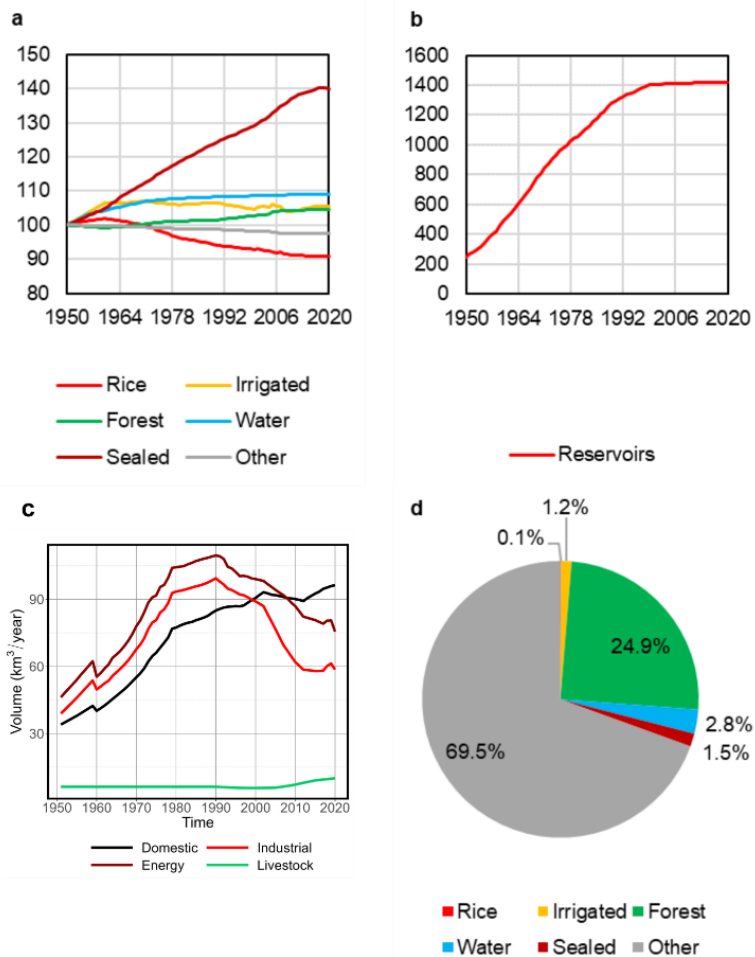 a
150
140
130
120
110
100
90
80
1950 1964 1978 1992 2006 2020
Rice Irrigated
Forest Water
Sealed Other
b
1600
1400
1200
1000
800
600
400
200
0
1950 1964 1978 1992 2006 2020
Reservoirs
c
Volume (km³/year)
90
60
30
1950 1960 1970 1980 1990 2000 2010 2020
Time
Domestic Industrial
Energy Livestock
d
1.2%
0.1%
24.9%
2.8%
1.5%
69.5%
Rice Irrigated Forest
Water Sealed Other